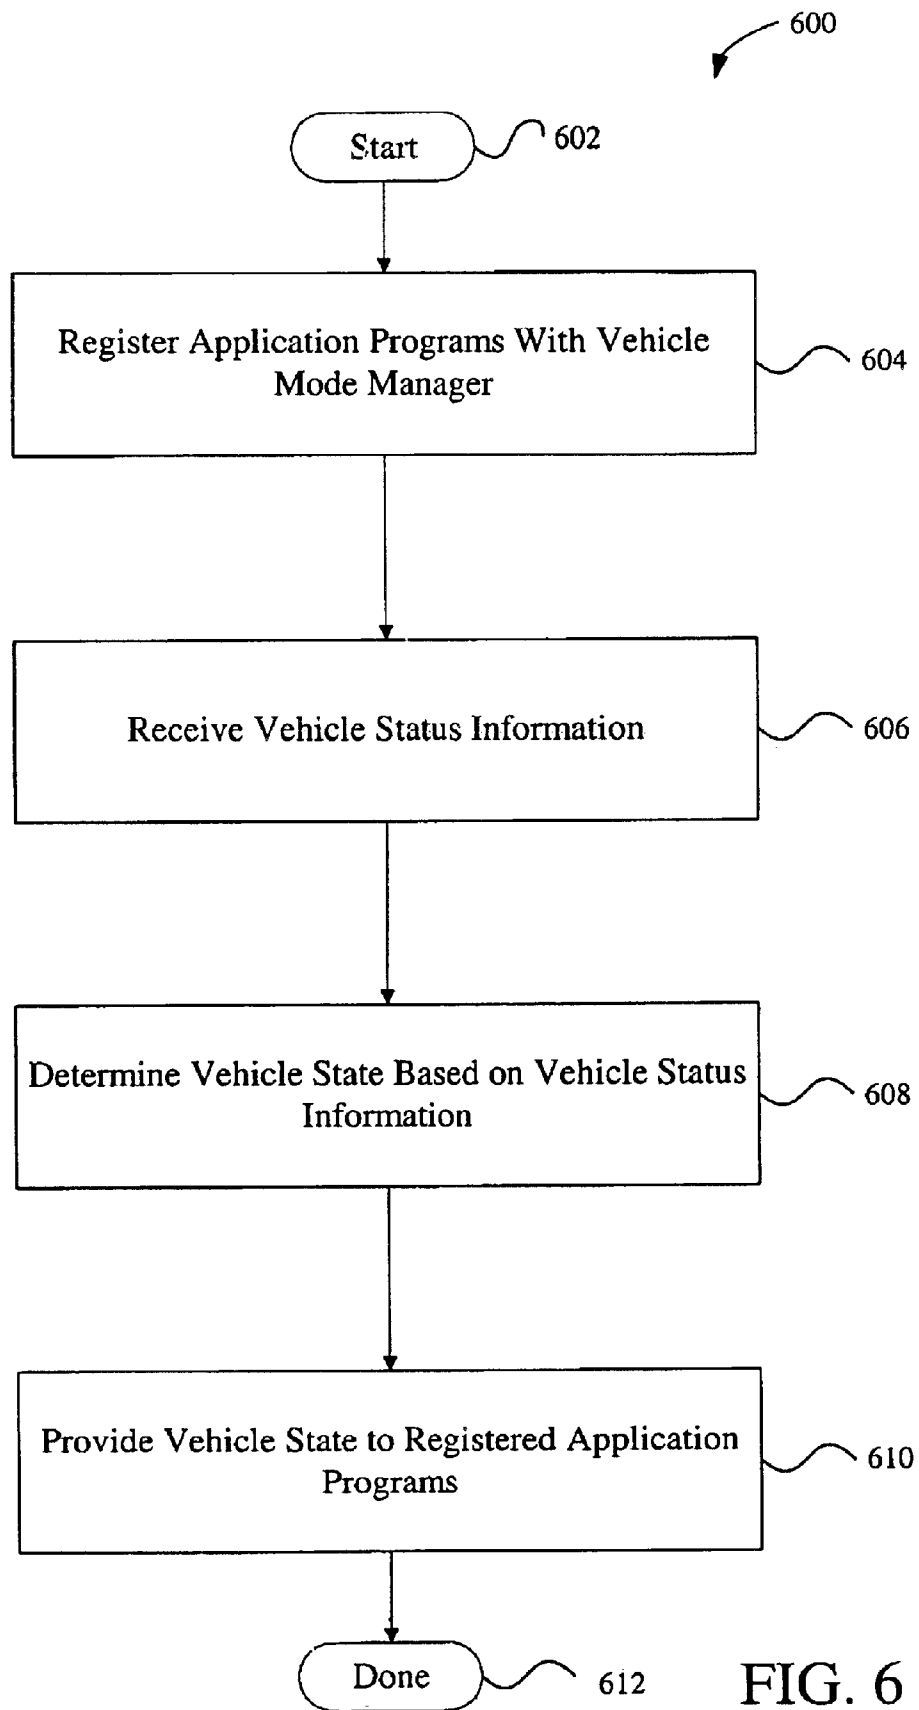 600
Start
602
Register Application Programs With Vehicle
Mode Manager
604
Receive Vehicle Status Information
606
Determine Vehicle State Based on Vehicle Status
Information
608
Provide Vehicle State to Registered Application
Programs
610
Done
612
FIG. 6